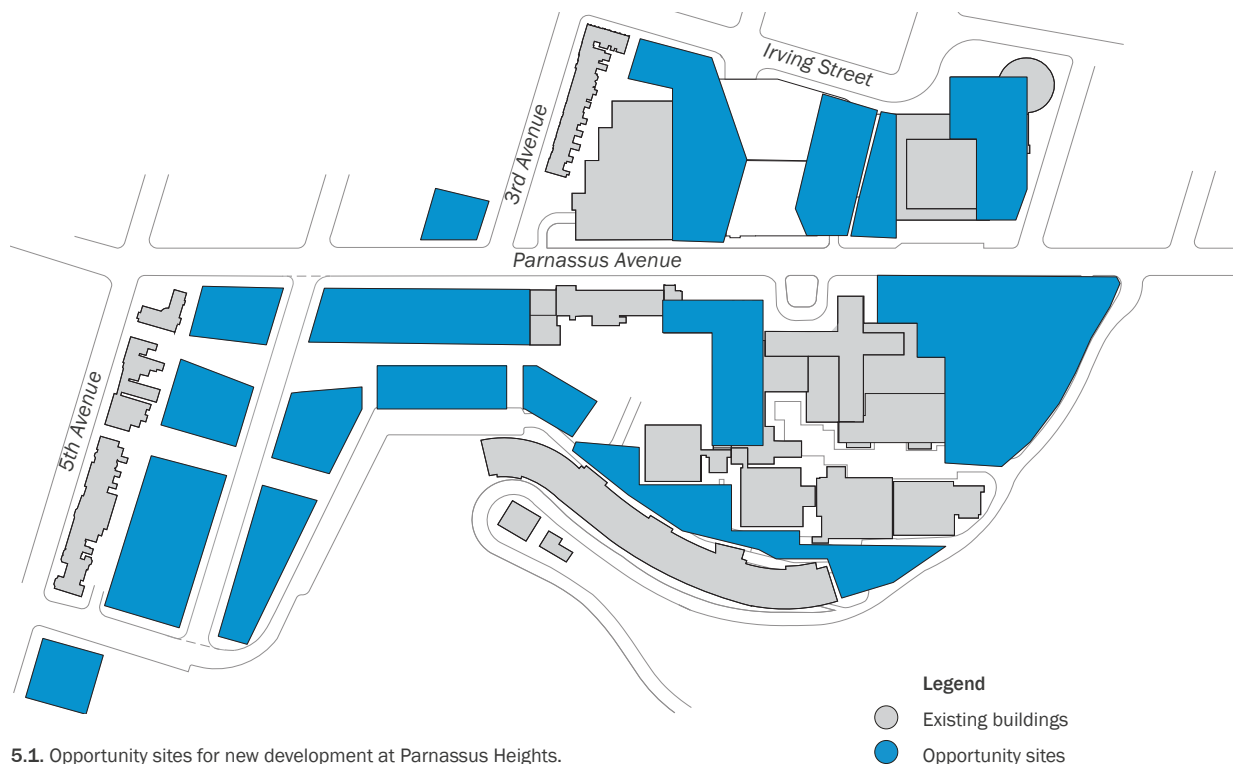 Irving Street
3rd Avenue
Parnassus Avenue
5th Avenue
Legend
Existing buildings
Opportunity sites
5.1. Opportunity sites for new development at Parnassus Heights.